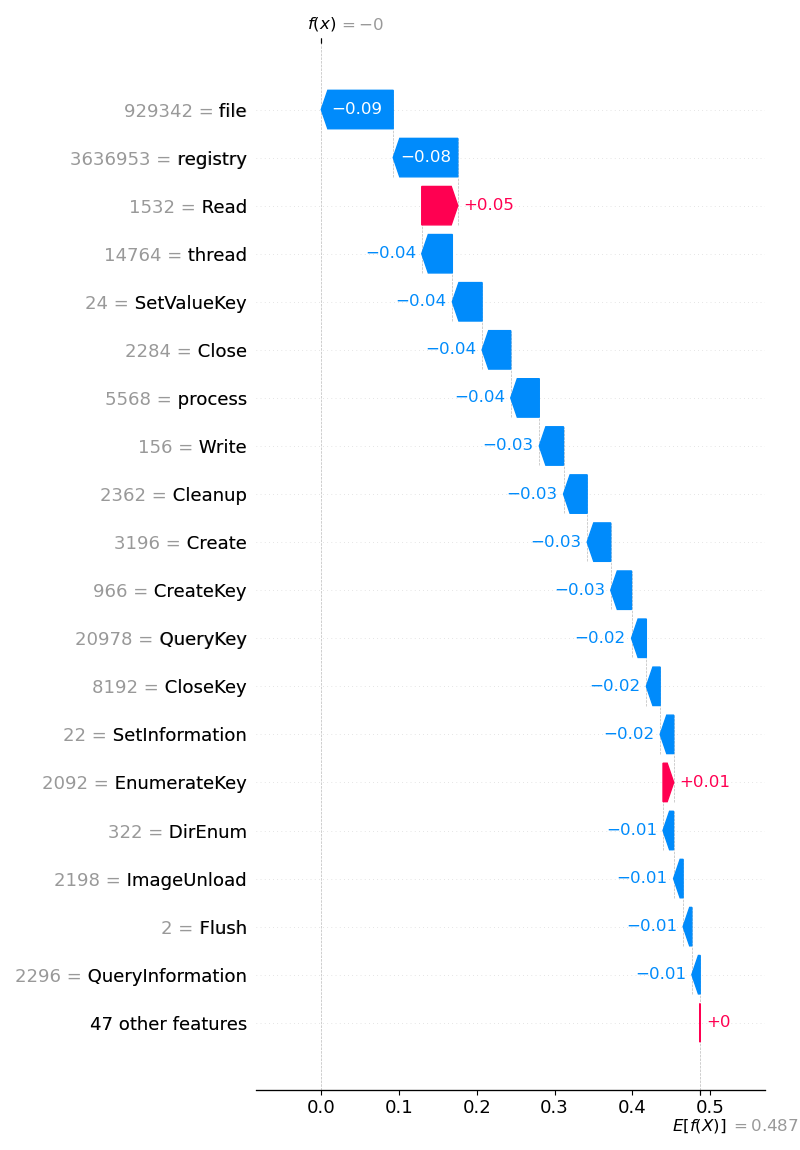 f(x) = −0
929342 = file −0.09
3636953 = registry −0.08
1532 = Read +0.05
14764 = thread −0.04
24 = SetValueKey −0.04
2284 = Close −0.04
5568 = process −0.04
156 = Write −0.03
2362 = Cleanup −0.03
3196 = Create −0.03
966 = CreateKey −0.03
20978 = QueryKey −0.02
8192 = CloseKey −0.02
22 = SetInformation −0.02
2092 = EnumerateKey +0.01
322 = DirEnum −0.01
2198 = ImageUnload −0.01
2 = Flush −0.01
2296 = QueryInformation −0.01
47 other features +0
0.0 0.1 0.2 0.3 0.4 0.5
E[f(X)] = 0.487